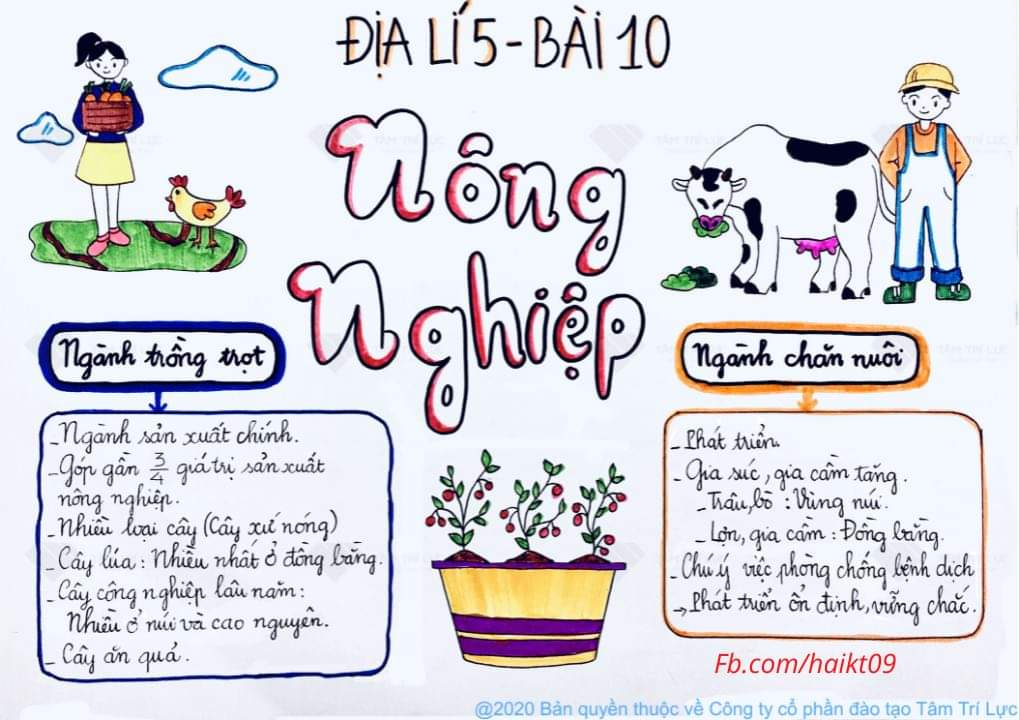 ĐỊA LÍ 5 - BÀI 10
Nông
Nghiệp
Ngành trồng trọt
- Ngành sản xuất chính.
- Góp gần 3/4 giá trị sản xuất
nông nghiệp.
- Nhiều loại cây (Cây xứ nóng)
- Cây lúa: Nhiều nhất ở đồng bằng.
- Cây công nghiệp lâu năm:
Nhiều ở núi và cao nguyên.
- Cây ăn quả.
Ngành chăn nuôi
- Phát triển.
- Gia súc, gia cầm tăng.
- Trâu, bò: Vùng núi.
- Lợn, gia cầm: Đồng bằng.
- Chú ý việc phòng chống bệnh dịch
→ Phát triển ổn định, vững chắc.
Fb.com/haikt09
@2020 Bản quyền thuộc về Công ty cổ phần đào tạo Tâm Trí Lực
TÂM TRÍ LỰC